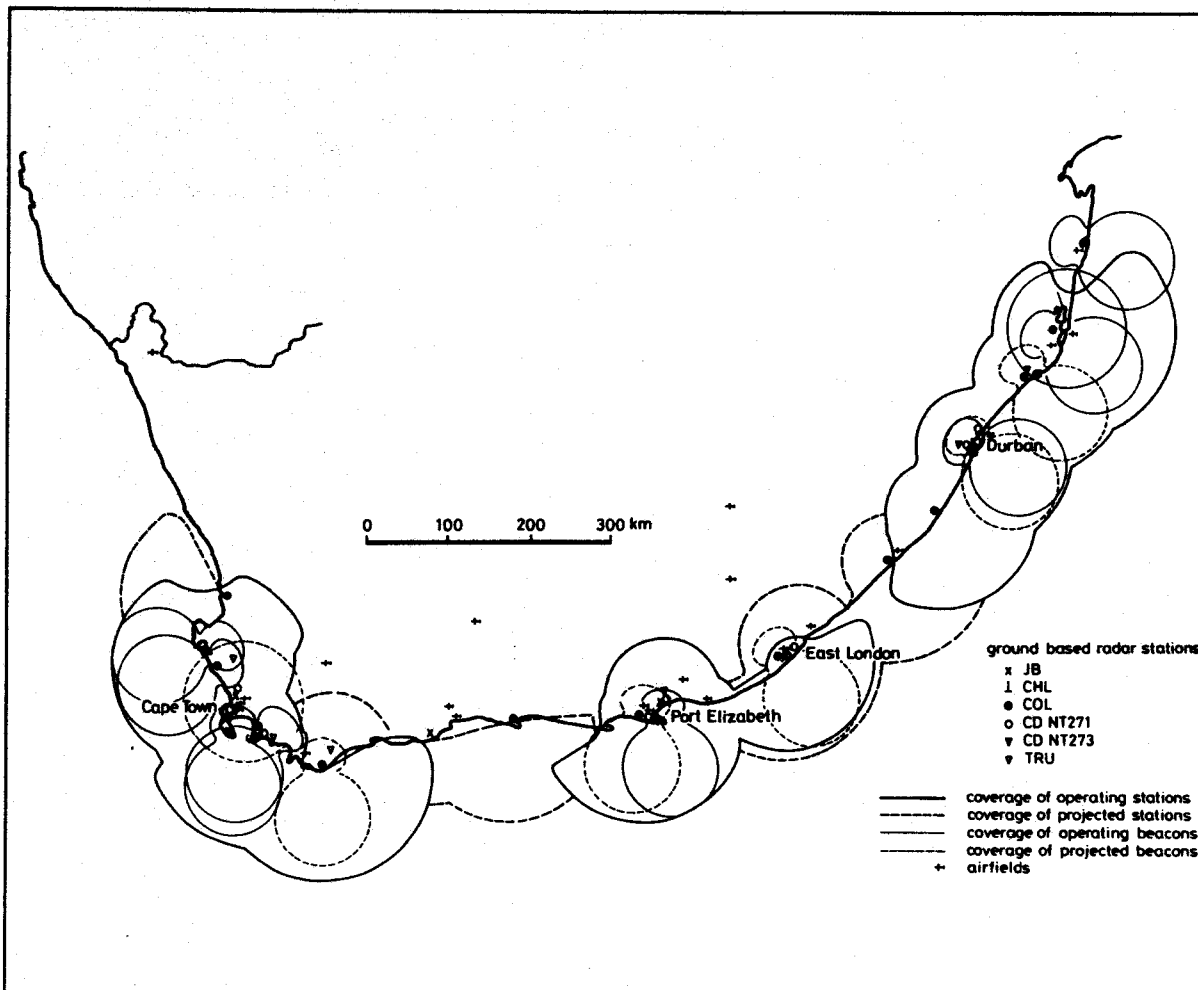 Durban
0 100 200 300 km
East London
Cape Town
Port Elizabeth
ground based radar stations
x JB
⊥ CHL
● COL
○ CD NT271
▼ CD NT273
▼ TRU
coverage of operating stations
coverage of projected stations
coverage of operating beacons
coverage of projected beacons
+ airfields